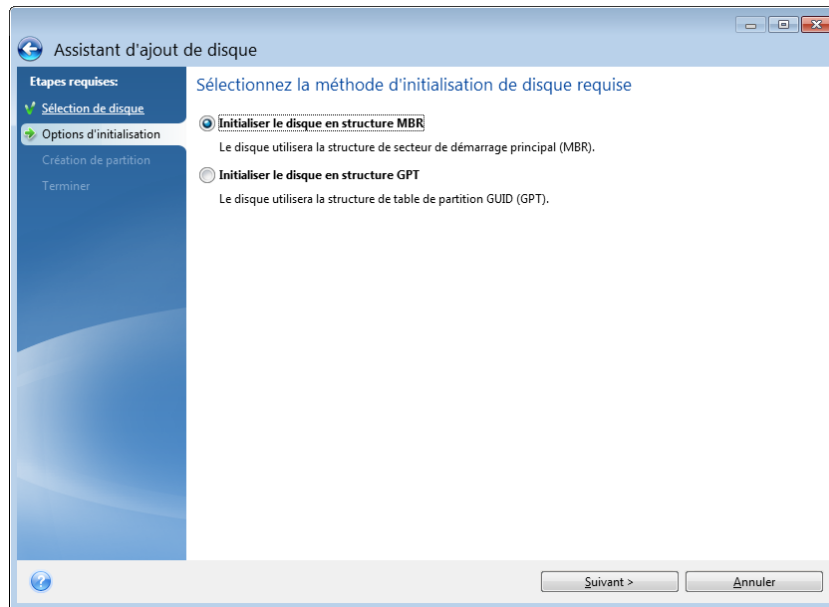 Assistant d'ajout de disque
Etapes requises:
Sélection de disque
Options d'initialisation
Création de partition
Terminer
Sélectionnez la méthode d'initialisation de disque requise
Initialiser le disque en structure MBR
Le disque utilisera la structure de secteur de démarrage principal (MBR).
Initialiser le disque en structure GPT
Le disque utilisera la structure de table de partition GUID (GPT).
?
Suivant >
Annuler